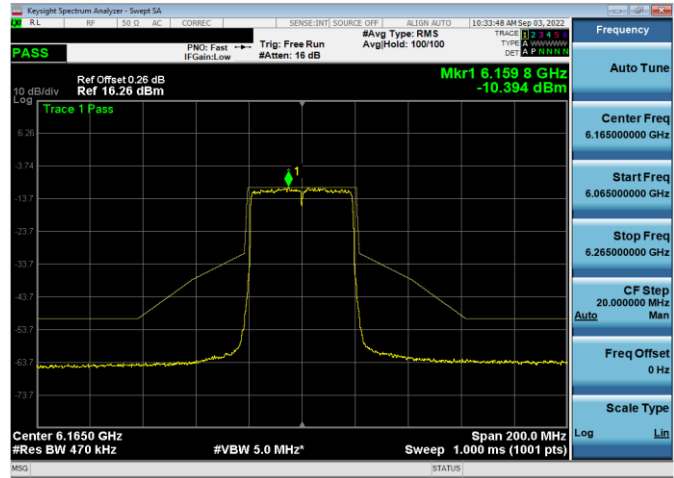 Keysight Spectrum Analyzer - Swept SA
RL RF 50 Ω AC CORREC SENSE:INT SOURCE OFF ALIGN AUTO 10:33:48 AM Sep 03, 2022
PASS
PNO: Fast
IFGain:Low
Trig: Free Run
#Atten: 16 dB
#Avg Type: RMS
Avg|Hold: 100/100
TRACE 1 2 3 4 5 6
TYPE A WWWWW
DET A P N N N N
Ref Offset 0.26 dB
10 dB/div Ref 16.26 dBm
Log
Mkr1 6.159 8 GHz
-10.394 dBm
Trace 1 Pass
1
6.26
-3.74
-13.7
-23.7
-33.7
-43.7
-53.7
-63.7
-73.7
Center 6.1650 GHz Span 200.0 MHz
#Res BW 470 kHz #VBW 5.0 MHz* Sweep 1.000 ms (1001 pts)
MSG STATUS
Frequency
Auto Tune
Center Freq
6.165000000 GHz
Start Freq
6.065000000 GHz
Stop Freq
6.265000000 GHz
CF Step
20.000000 MHz
Auto Man
Freq Offset
0 Hz
Scale Type
Log Lin